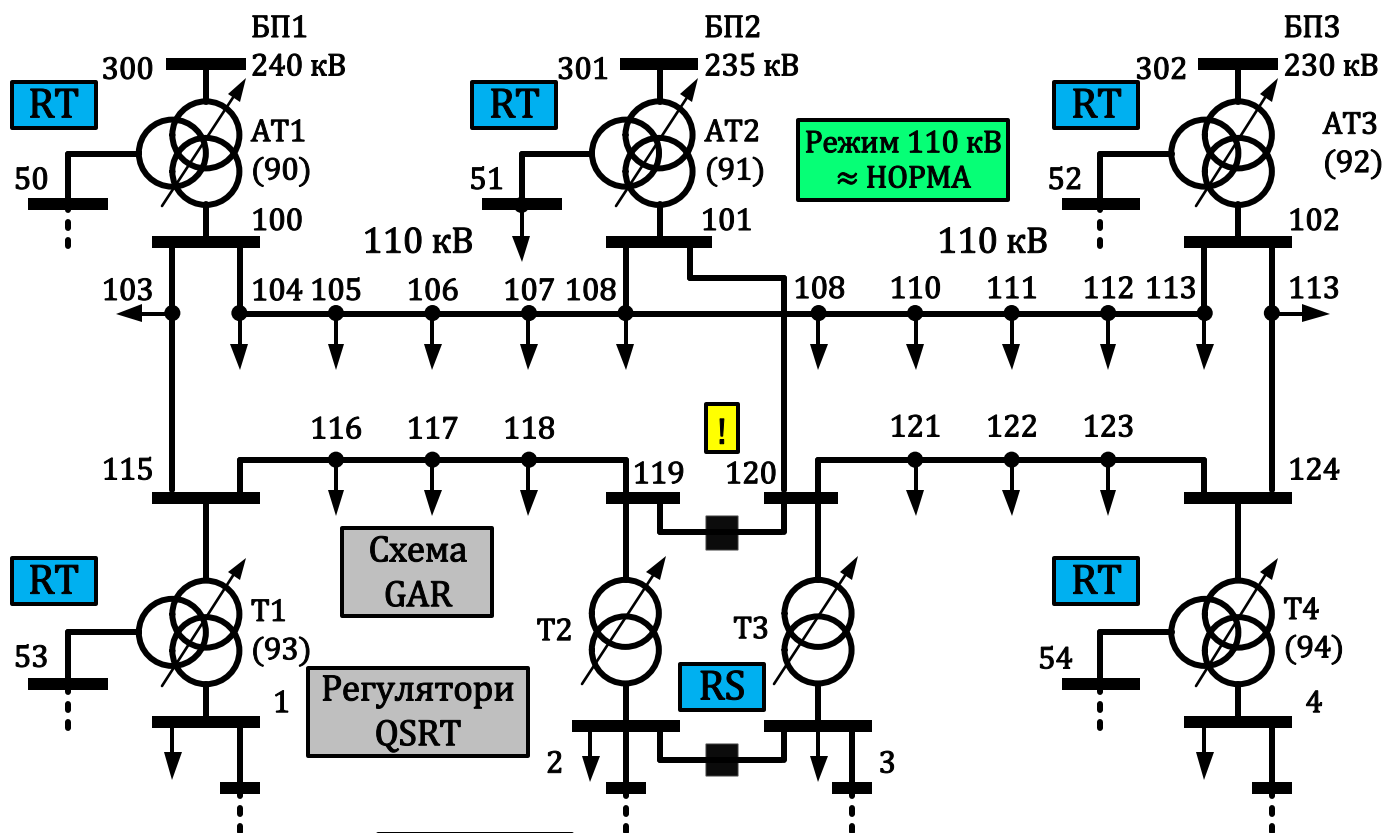 БП1
БП2
БП3
300
240 кВ
301
235 кВ
302
230 кВ
RT
RT
RT
АТ1
(90)
АТ2
(91)
АТ3
(92)
Режим 110 кВ
≈ НОРМА
50
51
52
100
101
102
110 кВ
110 кВ
103
104
105
106
107
108
108
110
111
112
113
113
116
117
118
!
121
122
123
115
119
120
124
Схема
GAR
RT
RT
Т1
(93)
Т2
Т3
Т4
(94)
53
54
Регулятори
QSRT
RS
1
2
3
4